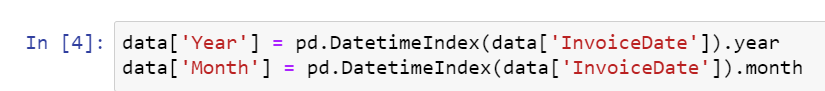 In [4]: data['Year'] = pd.DatetimeIndex(data['InvoiceDate']).year
data['Month'] = pd.DatetimeIndex(data['InvoiceDate']).month